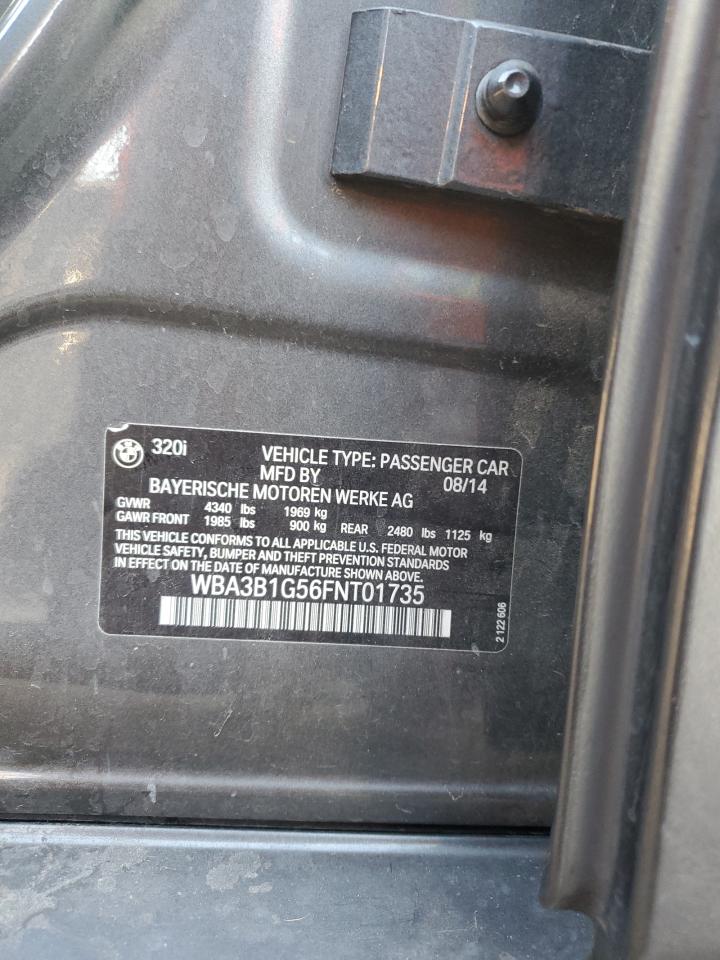 320i VEHICLE TYPE: PASSENGER CAR
MFD BY 08/14
BAYERISCHE MOTOREN WERKE AG
GVWR 4340 lbs 1969 kg
GAWR FRONT 1985 lbs 900 kg REAR 2480 lbs 1125 kg
THIS VEHICLE CONFORMS TO ALL APPLICABLE U.S. FEDERAL MOTOR
VEHICLE SAFETY, BUMPER AND THEFT PREVENTION STANDARDS
IN EFFECT ON THE DATE OF MANUFACTURE SHOWN ABOVE.
WBA3B1G56FNT01735
2 122 606